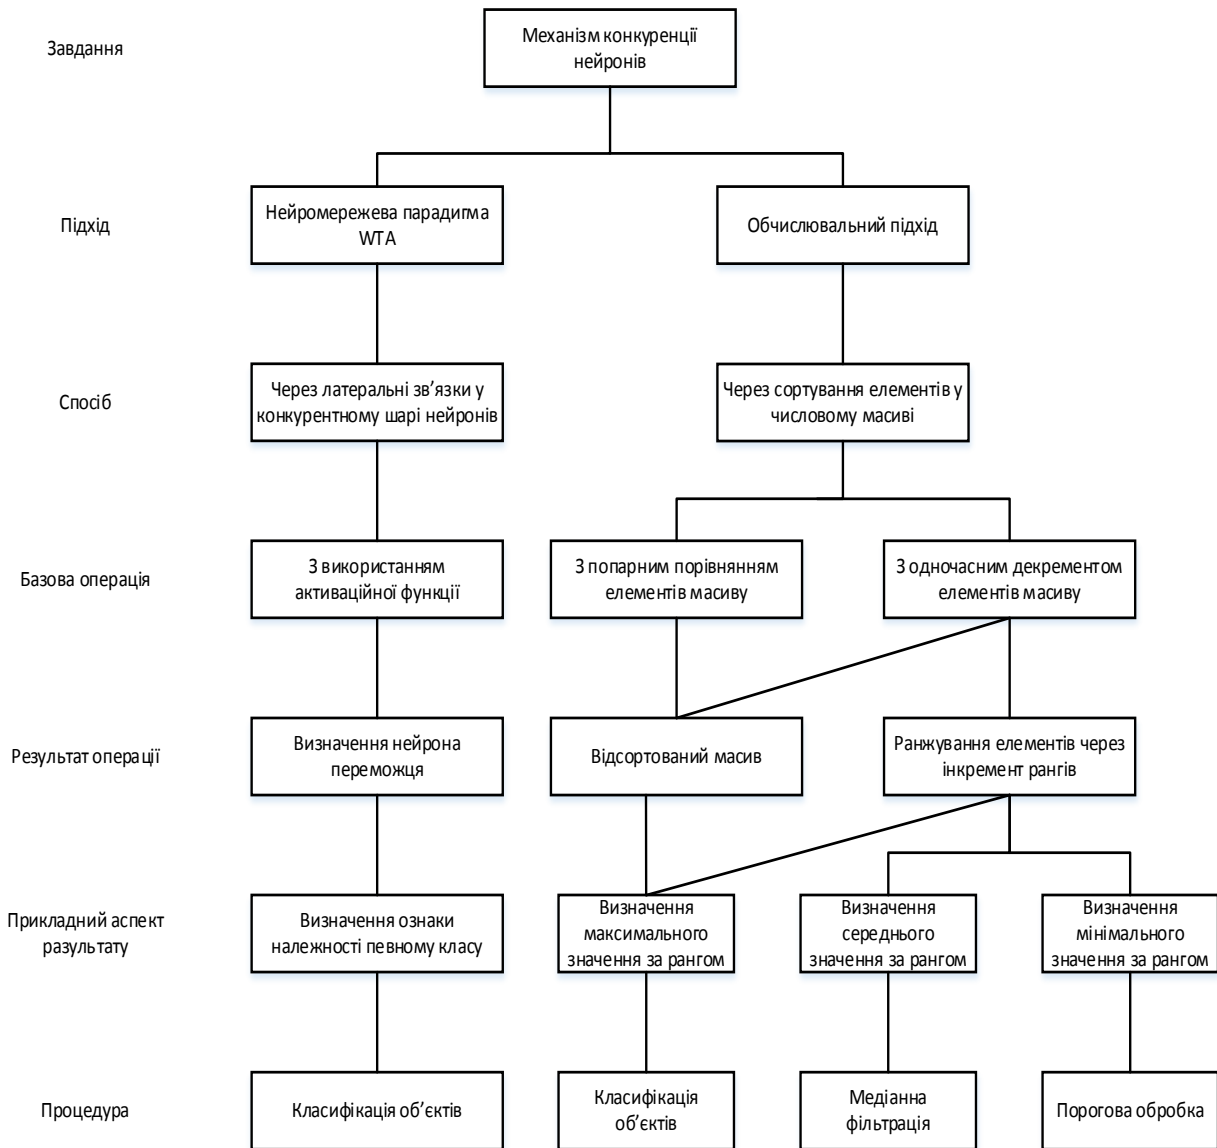 Завдання
Механізм конкуренції
нейронів
Підхід
Нейромережева парадигма
WTA
Обчислювальний підхід
Спосіб
Через латеральні зв’язки у
конкурентному шарі нейронів
Через сортування елементів у
числовому масиві
Базова операція
З використанням
активаційної функції
З попарним порівнянням
елементів масиву
З одночасним декрементом
елементів масиву
Результат операції
Визначення нейрона
переможця
Відсортований масив
Ранжування елементів через
інкремент рангів
Прикладний аспект
разультату
Визначення ознаки
належності певному класу
Визначення
максимального
значення за рангом
Визначення
середнього
значення за рангом
Визначення
мінімального
значення за рангом
Процедура
Класифікація об’єктів
Класифікація
об’єктів
Медіанна
фільтрація
Порогова обробка